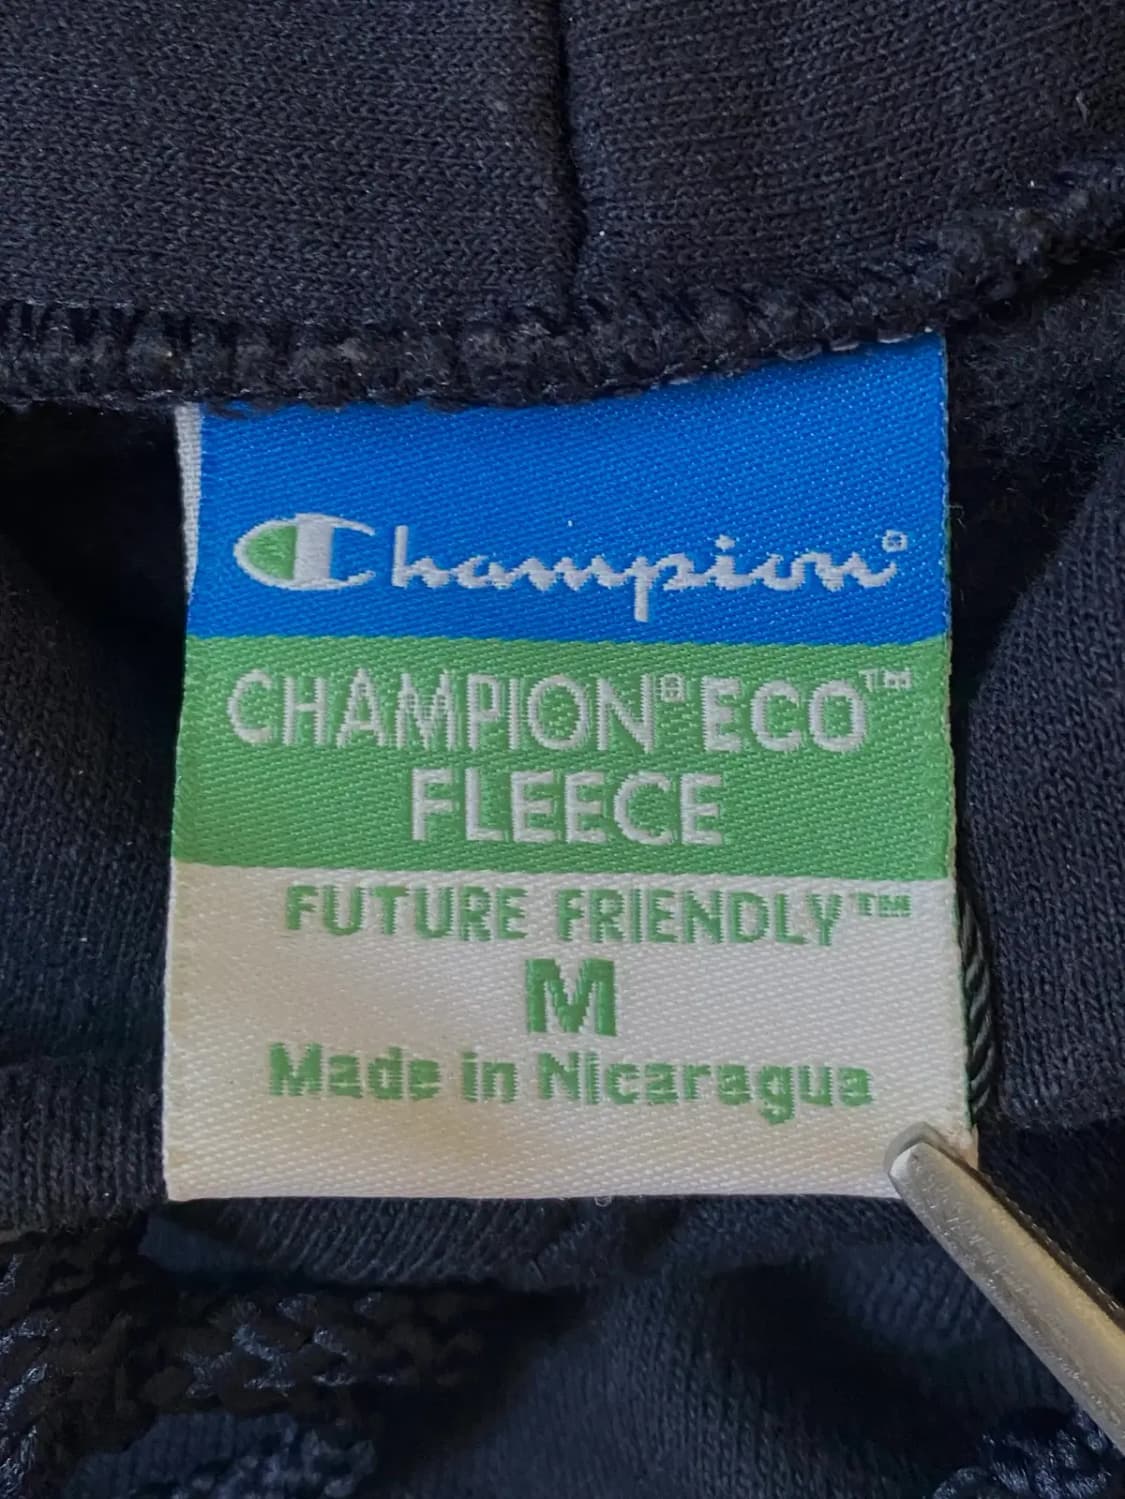 Champion®
CHAMPION® ECO™
FLEECE
FUTURE FRIENDLY™
M
Made in Nicaragua